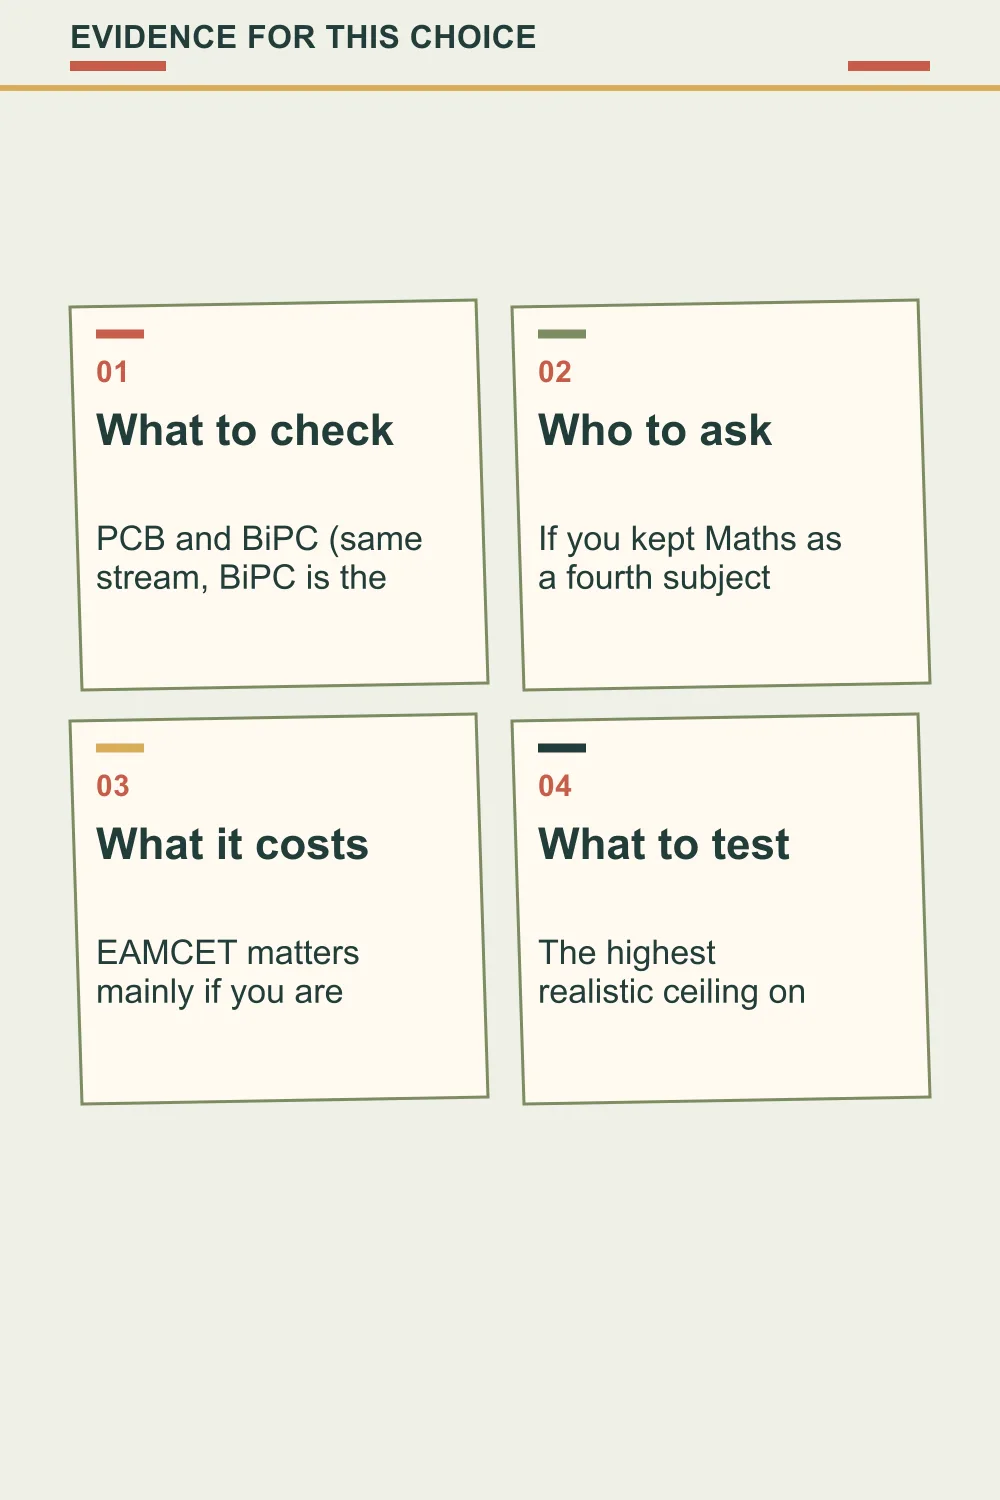 EVIDENCE FOR THIS CHOICE
01
What to check
PCB and BiPC (same
stream, BiPC is the
02
Who to ask
If you kept Maths as
a fourth subject
03
What it costs
EAMCET matters
mainly if you are
04
What to test
The highest
realistic ceiling on